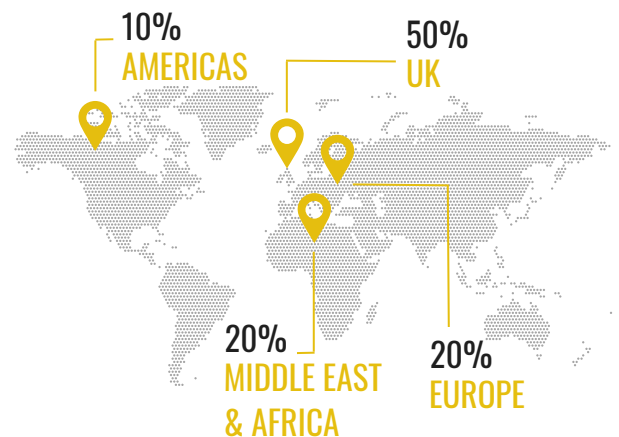 10%
AMERICAS
50%
UK
20%
MIDDLE EAST
& AFRICA
20%
EUROPE